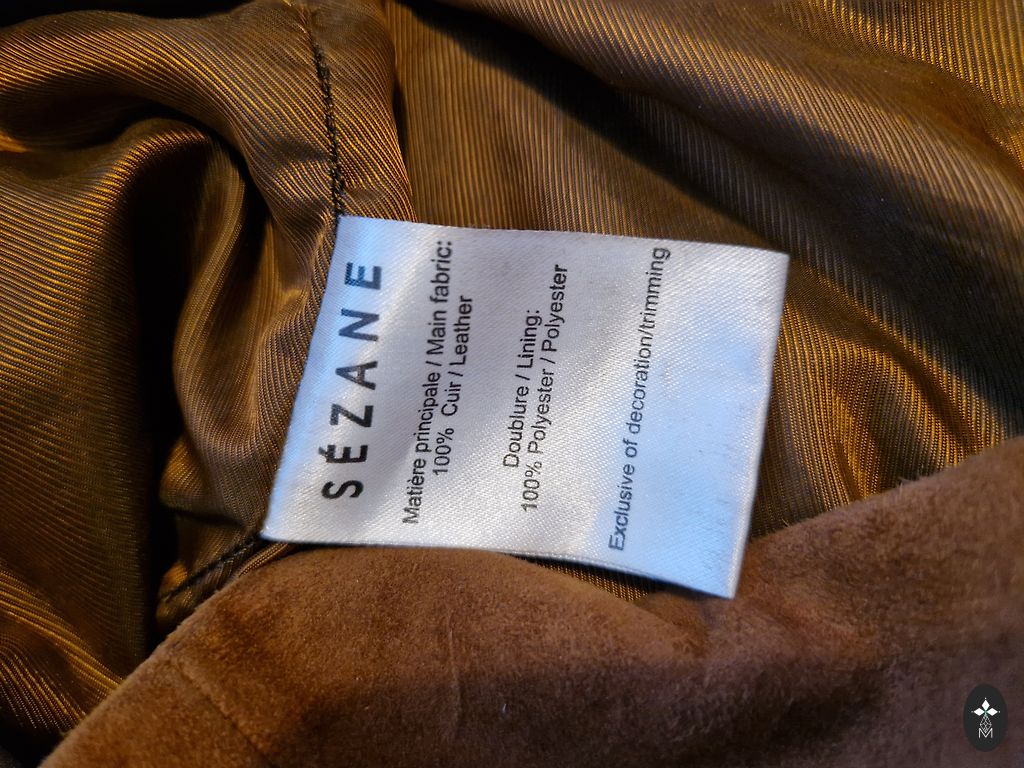 SÉZANE
Matière principale / Main fabric:
100% Cuir / Leather
Doublure / Lining:
100% Polyester / Polyester
Exclusive of decoration/trimming
M